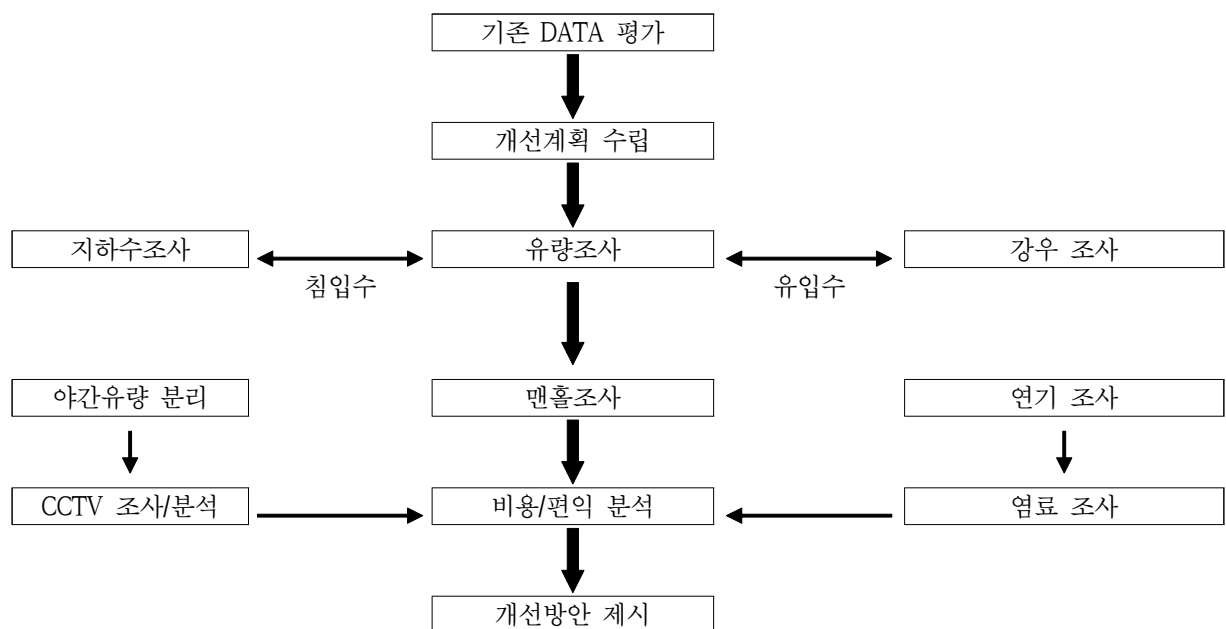 기존 DATA 평가
개선계획 수립
지하수조사
유량조사
강우 조사
침입수
유입수
야간유량 분리
맨홀조사
연기 조사
CCTV 조사/분석
비용/편익 분석
염료 조사
개선방안 제시